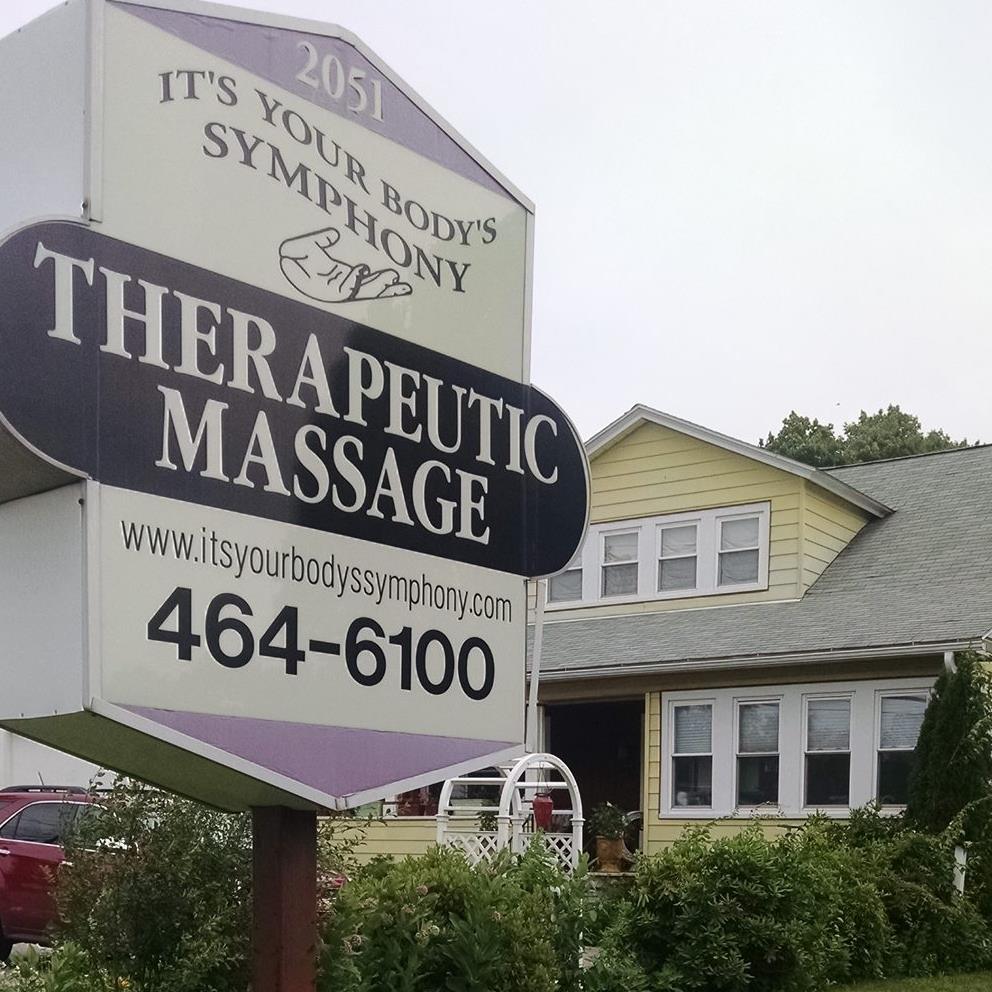 2051
IT'S YOUR BODY'S
SYMPHONY
THERAPEUTIC
MASSAGE
www.itsyourbodyssymphony.com
464-6100